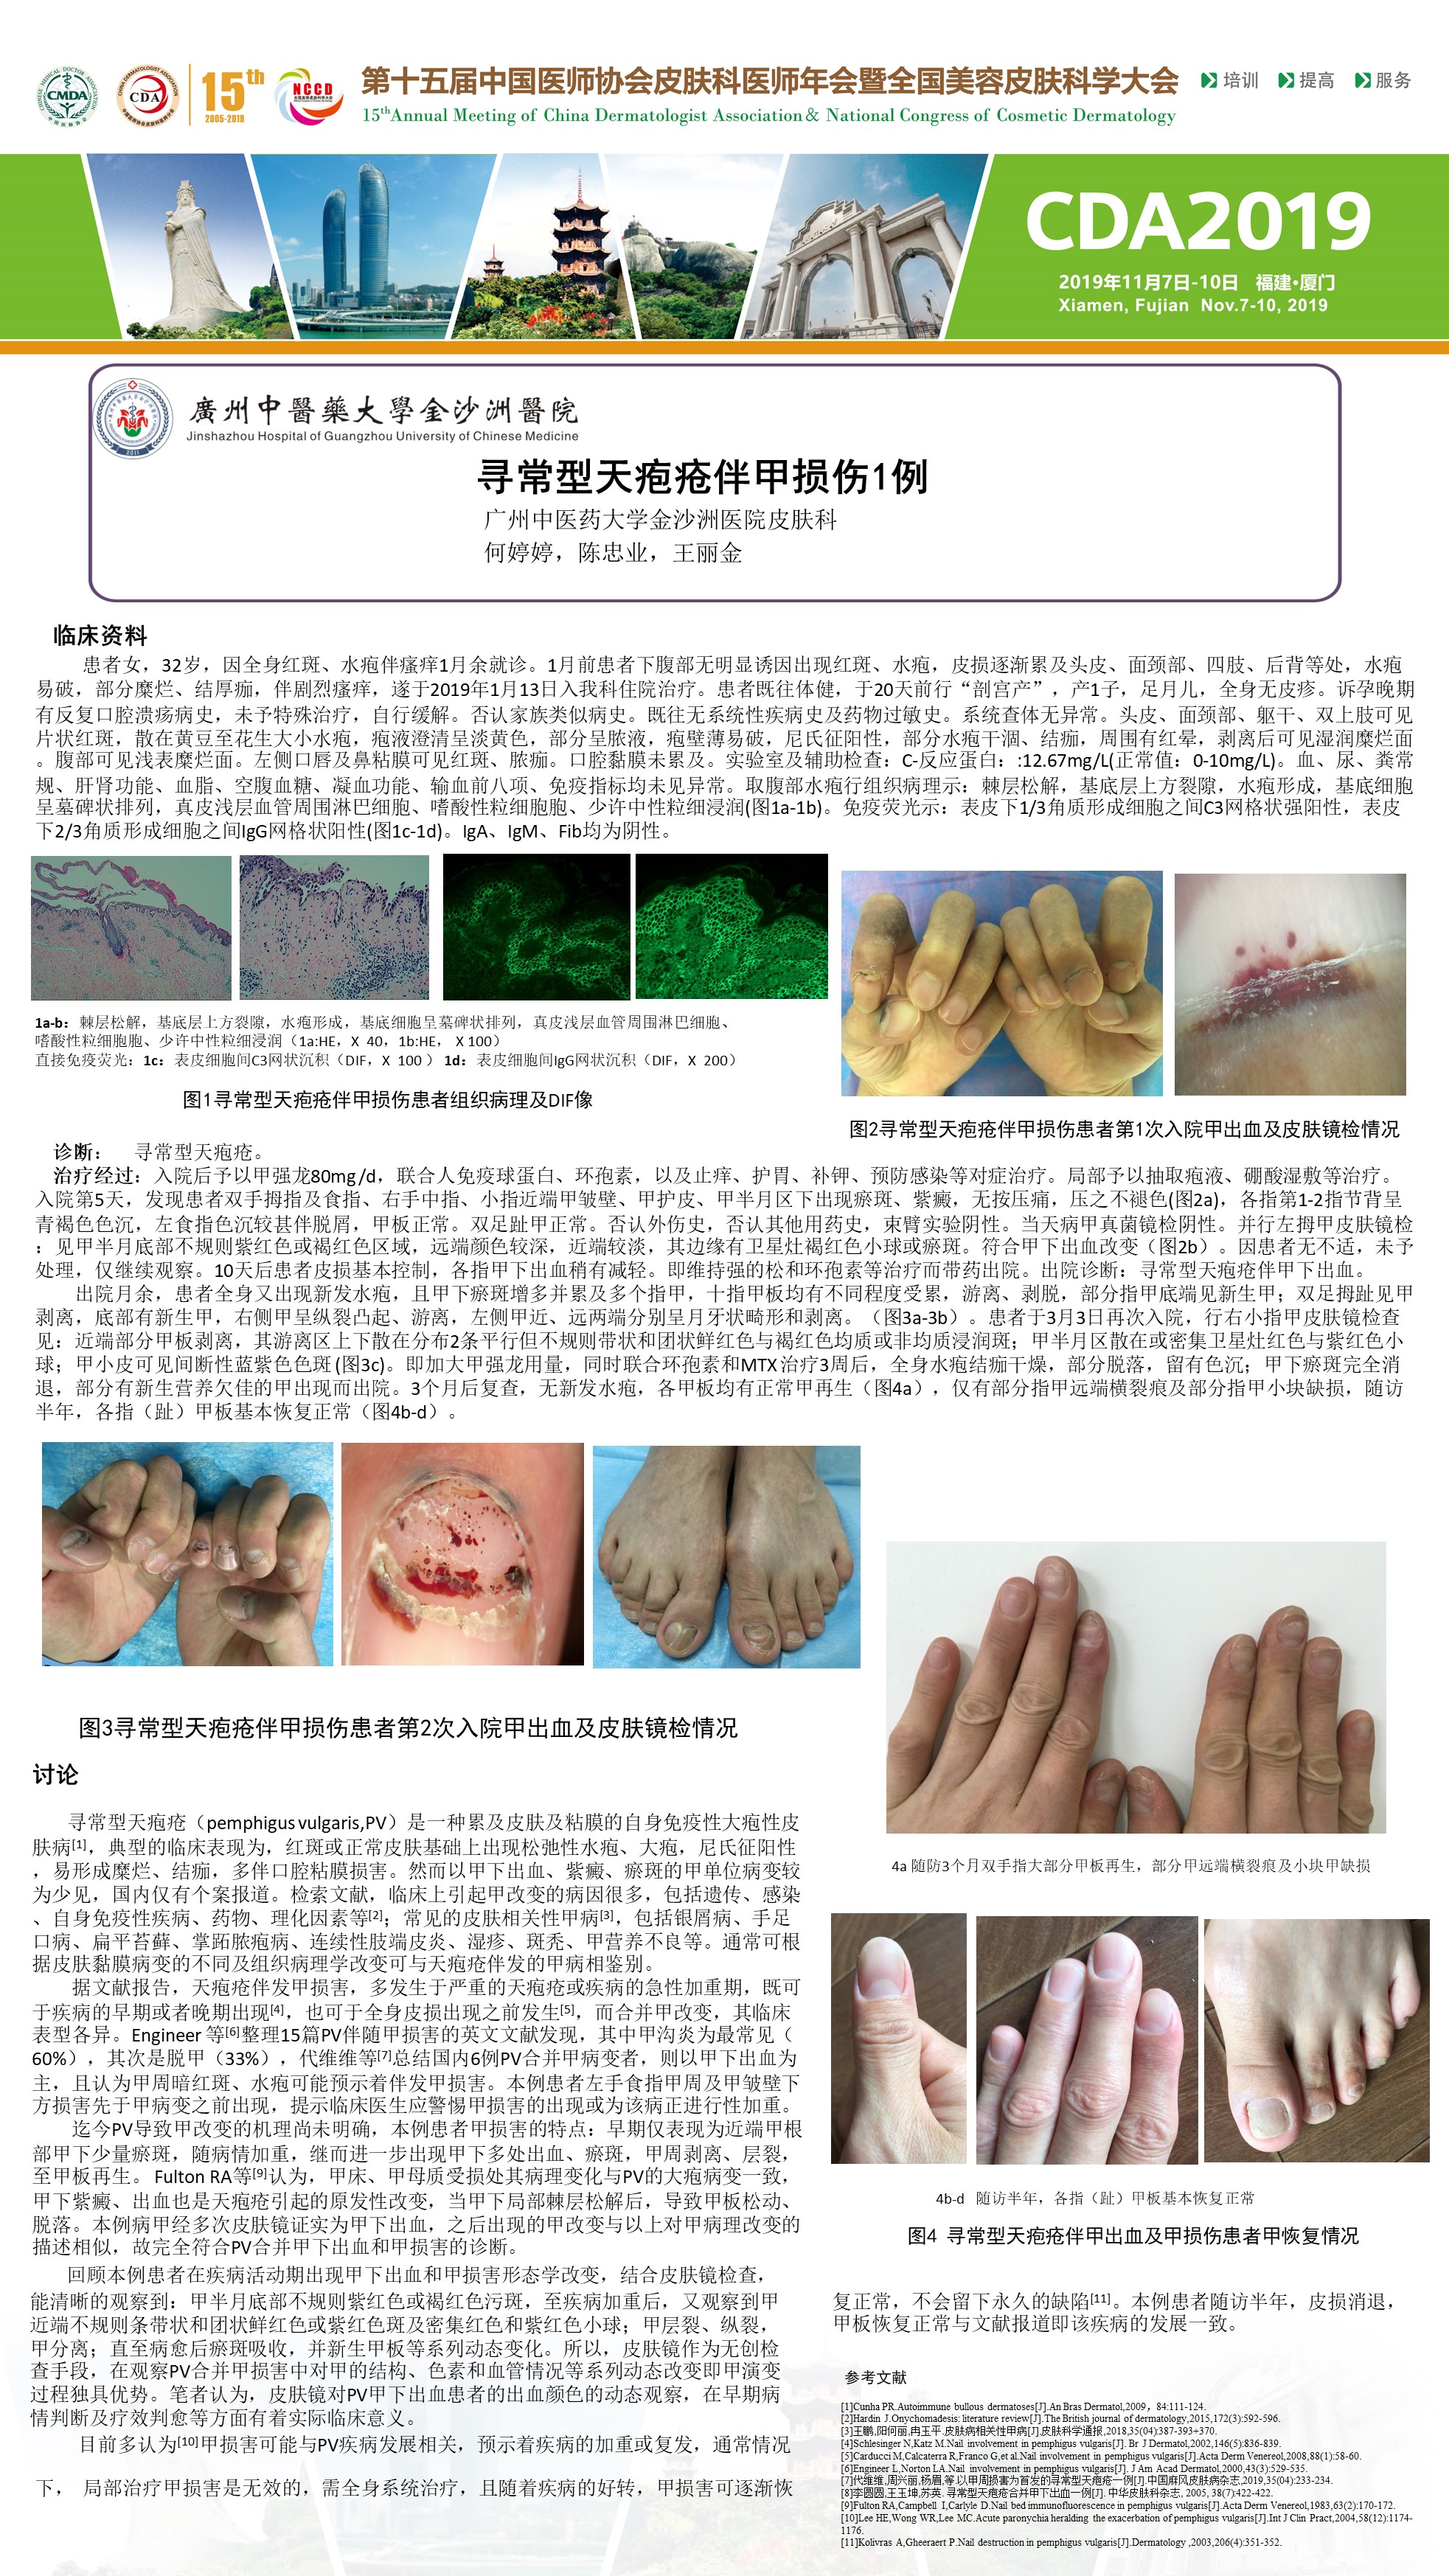 CMDA
CDA
15th
2005-2019
NCCD
第十五届中国医师协会皮肤科医师年会暨全国美容皮肤科学大会
15thAnnual Meeting of China Dermatologist Association& National Congress of Cosmetic Dermatology
培训 提高 服务
CDA2019
2019年11月7日-10日 福建•厦门
Xiamen, Fujian Nov.7-10, 2019
廣州中醫藥大學金沙洲醫院
Jinshazhou Hospital of Guangzhou University of Chinese Medicine
寻常型天疱疮伴甲损伤1例
广州中医药大学金沙洲医院皮肤科
何婷婷，陈忠业，王丽金
临床资料
患者女，32岁，因全身红斑、水疱伴瘙痒1月余就诊。1月前患者下腹部无明显诱因出现红斑、水疱，皮损逐渐累及头皮、面颈部、四肢、后背等处，水疱
易破，部分糜烂、结厚痂，伴剧烈瘙痒，遂于2019年1月13日入我科住院治疗。患者既往体健，于20天前行“剖宫产”，产1子，足月儿，全身无皮疹。诉孕晚期
有反复口腔溃疡病史，未予特殊治疗，自行缓解。否认家族类似病史。既往无系统性疾病史及药物过敏史。系统查体无异常。头皮、面颈部、躯干、双上肢可见
片状红斑，散在黄豆至花生大小水疱，疱液澄清呈淡黄色，部分呈脓液，疱壁薄易破，尼氏征阳性，部分水疱干涸、结痂，周围有红晕，剥离后可见湿润糜烂面
。腹部可见浅表糜烂面。左侧口唇及鼻粘膜可见红斑、脓痂。口腔黏膜未累及。实验室及辅助检查：C-反应蛋白：:12.67mg/L(正常值：0-10mg/L)。血、尿、粪常
规、肝肾功能、血脂、空腹血糖、凝血功能、输血前八项、免疫指标均未见异常。取腹部水疱行组织病理示：棘层松解，基底层上方裂隙，水疱形成，基底细胞
呈墓碑状排列，真皮浅层血管周围淋巴细胞、嗜酸性粒细胞胞、少许中性粒细浸润(图1a-1b)。免疫荧光示：表皮下1/3角质形成细胞之间C3网格状强阳性，表皮
下2/3角质形成细胞之间IgG网格状阳性(图1c-1d)。IgA、IgM、Fib均为阴性。
1a-b：棘层松解，基底层上方裂隙，水疱形成，基底细胞呈墓碑状排列，真皮浅层血管周围淋巴细胞、
嗜酸性粒细胞胞、少许中性粒细浸润（1a:HE，X 40，1b:HE， X 100）
直接免疫荧光：1c：表皮细胞间C3网状沉积（DIF，X 100 ） 1d：表皮细胞间IgG网状沉积（DIF，X 200）
图1寻常型天疱疮伴甲损伤患者组织病理及DIF像
图2寻常型天疱疮伴甲损伤患者第1次入院甲出血及皮肤镜检情况
诊断： 寻常型天疱疮。
治疗经过：入院后予以甲强龙80mg/d，联合人免疫球蛋白、环孢素，以及止痒、护胃、补钾、预防感染等对症治疗。局部予以抽取疱液、硼酸湿敷等治疗。
入院第5天，发现患者双手拇指及食指、右手中指、小指近端甲皱壁、甲护皮、甲半月区下出现瘀斑、紫癜，无按压痛，压之不褪色(图2a)，各指第1-2指节背呈
青褐色色沉，左食指色沉较甚伴脱屑，甲板正常。双足趾甲正常。否认外伤史，否认其他用药史，束臂实验阴性。当天病甲真菌镜检阴性。并行左拇甲皮肤镜检
：见甲半月底部不规则紫红色或褐红色区域，远端颜色较深，近端较淡，其边缘有卫星灶褐红色小球或瘀斑。符合甲下出血改变（图2b）。因患者无不适，未予
处理，仅继续观察。10天后患者皮损基本控制，各指甲下出血稍有减轻。即维持强的松和环孢素等治疗而带药出院。出院诊断：寻常型天疱疮伴甲下出血。
出院月余，患者全身又出现新发水疱，且甲下瘀斑增多并累及多个指甲，十指甲板均有不同程度受累，游离、剥脱，部分指甲底端见新生甲；双足拇趾见甲
剥离，底部有新生甲，右侧甲呈纵裂凸起、游离，左侧甲近、远两端分别呈月牙状畸形和剥离。（图3a-3b）。患者于3月3日再次入院，行右小指甲皮肤镜检查
见：近端部分甲板剥离，其游离区上下散在分布2条平行但不规则带状和团状鲜红色与褐红色均质或非均质浸润斑；甲半月区散在或密集卫星灶红色与紫红色小
球；甲小皮可见间断性蓝紫色色斑(图3c)。即加大甲强龙用量，同时联合环孢素和MTX治疗3周后，全身水疱结痂干燥，部分脱落，留有色沉；甲下瘀斑完全消
退，部分有新生营养欠佳的甲出现而出院。3个月后复查，无新发水疱，各甲板均有正常甲再生（图4a），仅有部分指甲远端横裂痕及部分指甲小块缺损，随访
半年，各指（趾）甲板基本恢复正常（图4b-d）。
图3寻常型天疱疮伴甲损伤患者第2次入院甲出血及皮肤镜检情况
4a 随防3个月双手指大部分甲板再生，部分甲远端横裂痕及小块甲缺损
4b-d 随访半年，各指（趾）甲板基本恢复正常
图4 寻常型天疱疮伴甲出血及甲损伤患者甲恢复情况
讨论
寻常型天疱疮（pemphigus vulgaris,PV）是一种累及皮肤及粘膜的自身免疫性大疱性皮
肤病[1]，典型的临床表现为，红斑或正常皮肤基础上出现松弛性水疱、大疱，尼氏征阳性
，易形成糜烂、结痂，多伴口腔粘膜损害。然而以甲下出血、紫癜、瘀斑的甲单位病变较
为少见，国内仅有个案报道。检索文献，临床上引起甲改变的病因很多，包括遗传、感染
、自身免疫性疾病、药物、理化因素等[2]；常见的皮肤相关性甲病[3]，包括银屑病、手足
口病、扁平苔藓、掌跖脓疱病、连续性肢端皮炎、湿疹、斑秃、甲营养不良等。通常可根
据皮肤黏膜病变的不同及组织病理学改变可与天疱疮伴发的甲病相鉴别。
据文献报告，天疱疮伴发甲损害，多发生于严重的天疱疮或疾病的急性加重期，既可
于疾病的早期或者晚期出现[4]，也可于全身皮损出现之前发生[5]，而合并甲改变，其临床
表型各异。Engineer 等[6]整理15篇PV伴随甲损害的英文文献发现，其中甲沟炎为最常见（
60%），其次是脱甲（33%），代维维等[7]总结国内6例PV合并甲病变者，则以甲下出血为
主，且认为甲周暗红斑、水疱可能预示着伴发甲损害。本例患者左手食指甲周及甲皱壁下
方损害先于甲病变之前出现，提示临床医生应警惕甲损害的出现或为该病正进行性加重。
迄今PV导致甲改变的机理尚未明确，本例患者甲损害的特点：早期仅表现为近端甲根
部甲下少量瘀斑，随病情加重，继而进一步出现甲下多处出血、瘀斑，甲周剥离、层裂，
至甲板再生。Fulton RA等[9]认为，甲床、甲母质受损处其病理变化与PV的大疱病变一致，
甲下紫癜、出血也是天疱疮引起的原发性改变，当甲下局部棘层松解后，导致甲板松动、
脱落。本例病甲经多次皮肤镜证实为甲下出血，之后出现的甲改变与以上对甲病理改变的
描述相似，故完全符合PV合并甲下出血和甲损害的诊断。
回顾本例患者在疾病活动期出现甲下出血和甲损害形态学改变，结合皮肤镜检查，
能清晰的观察到：甲半月底部不规则紫红色或褐红色污斑，至疾病加重后，又观察到甲
近端不规则条带状和团状鲜红色或紫红色斑及密集红色和紫红色小球；甲层裂、纵裂，
甲分离；直至病愈后瘀斑吸收，并新生甲板等系列动态变化。所以，皮肤镜作为无创检
查手段，在观察PV合并甲损害中对甲的结构、色素和血管情况等系列动态改变即甲演变
过程独具优势。笔者认为，皮肤镜对PV甲下出血患者的出血颜色的动态观察，在早期病
情判断及疗效判愈等方面有着实际临床意义。
目前多认为[10]甲损害可能与PV疾病发展相关，预示着疾病的加重或复发，通常情况
下， 局部治疗甲损害是无效的，需全身系统治疗，且随着疾病的好转，甲损害可逐渐恢
复正常，不会留下永久的缺陷[11]。本例患者随访半年，皮损消退，
甲板恢复正常与文献报道即该疾病的发展一致。
参考文献
[1]Cunha PR.Autoimmune bullous dermatoses[J].An Bras Dermatol,2009，84:111-124.
[2]Hardin J.Onychomadesis: literature review[J].The British journal of dermatology,2015,172(3):592-596.
[3]王鹏,阳何丽,冉玉平.皮肤病相关性甲病[J].皮肤科学通报,2018,35(04):387-393+370.
[4]Schlesinger N,Katz M.Nail involvement in pemphigus vulgaris[J]. Br J Dermatol,2002,146(5):836-839.
[5]Carducci M,Calcaterra R,Franco G,et al.Nail involvement in pemphigus vulgaris[J].Acta Derm Venereol,2008,88(1):58-60.
[6]Engineer L,Norton LA.Nail involvement in pemphigus vulgaris[J]. J Am Acad Dermatol,2000,43(3):529-535.
[7]代维维,周兴丽,杨眉,等.以甲周损害为首发的寻常型天疱疮一例[J].中国麻风皮肤病杂志,2019,35(04):233-234.
[8]李圆圆,王玉坤,苏英. 寻常型天疱疮合并甲下出血一例[J]. 中华皮肤科杂志, 2005, 38(7):422-422.
[9]Fulton RA,Campbell I,Carlyle D.Nail bed immunofluorescence in pemphigus vulgaris[J].Acta Derm Venereol,1983,63(2):170-172.
[10]Lee HE,Wong WR,Lee MC.Acute paronychia heralding the exacerbation of pemphigus vulgaris[J].Int J Clin Pract,2004,58(12):1174-
1176.
[11]Kolivras A,Gheeraert P.Nail destruction in pemphigus vulgaris[J].Dermatology ,2003,206(4):351-352.